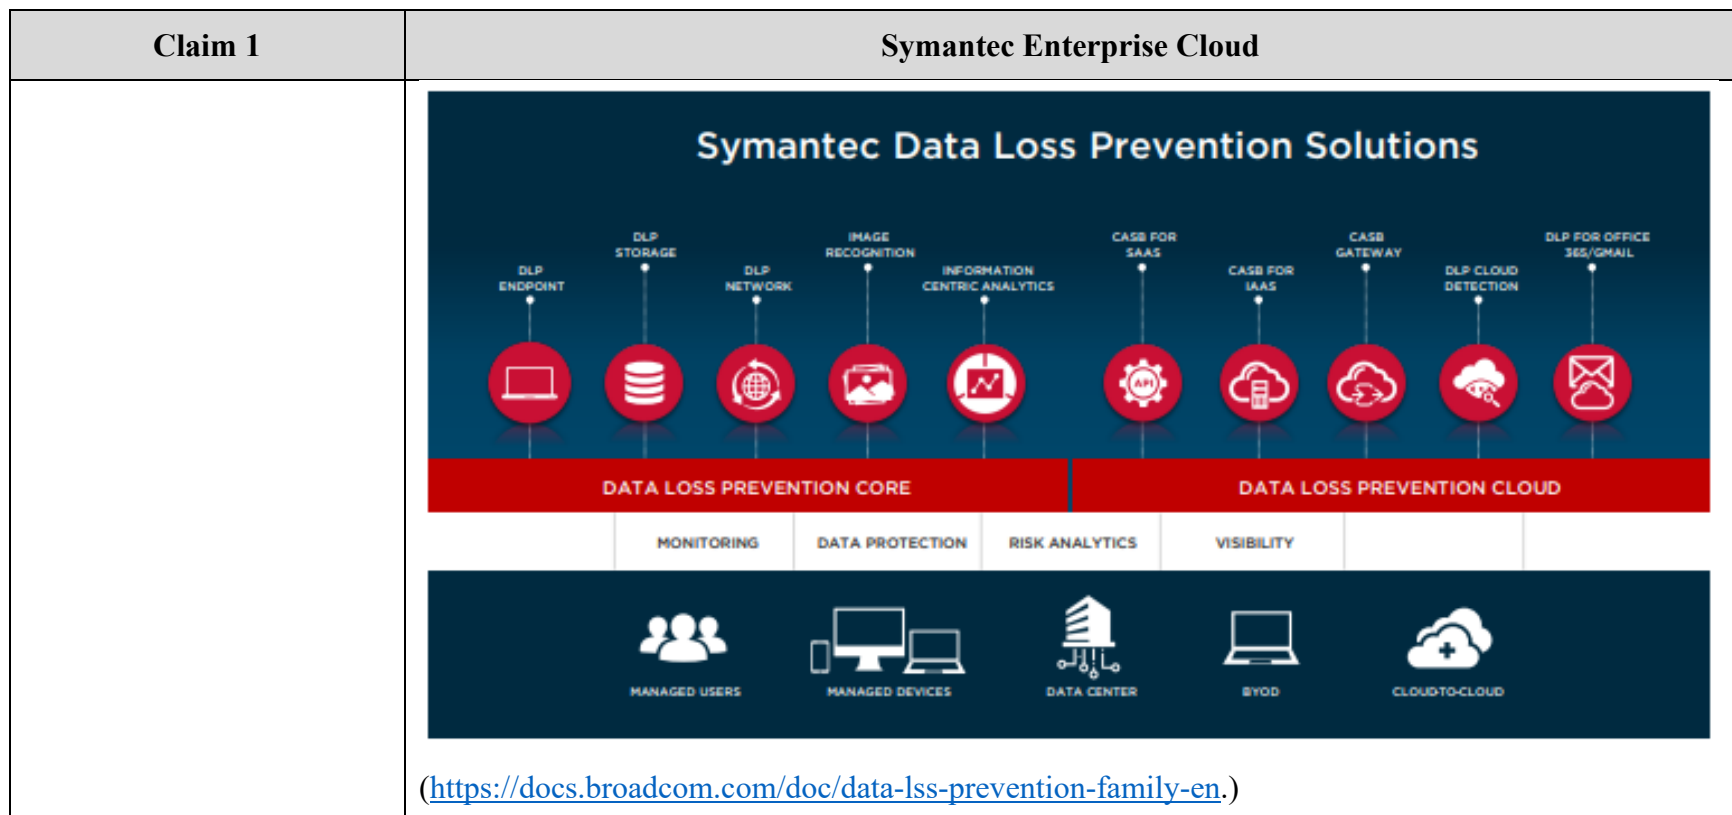 Claim 1
Symantec Enterprise Cloud
Symantec Data Loss Prevention Solutions
DLP
ENDPOINT
DLP
STORAGE
DLP
NETWORK
IMAGE
RECOGNITION
INFORMATION
CENTRIC ANALYTICS
CASB FOR
SAAS
CASB FOR
IAAS
CASB
GATEWAY
DLP CLOUD
DETECTION
DLP FOR OFFICE
365/GMAIL
API
DATA LOSS PREVENTION CORE
DATA LOSS PREVENTION CLOUD
MONITORING
DATA PROTECTION
RISK ANALYTICS
VISIBILITY
MANAGED USERS
MANAGED DEVICES
DATA CENTER
BYOD
CLOUD-TO-CLOUD
(https://docs.broadcom.com/doc/data-lss-prevention-family-en.)